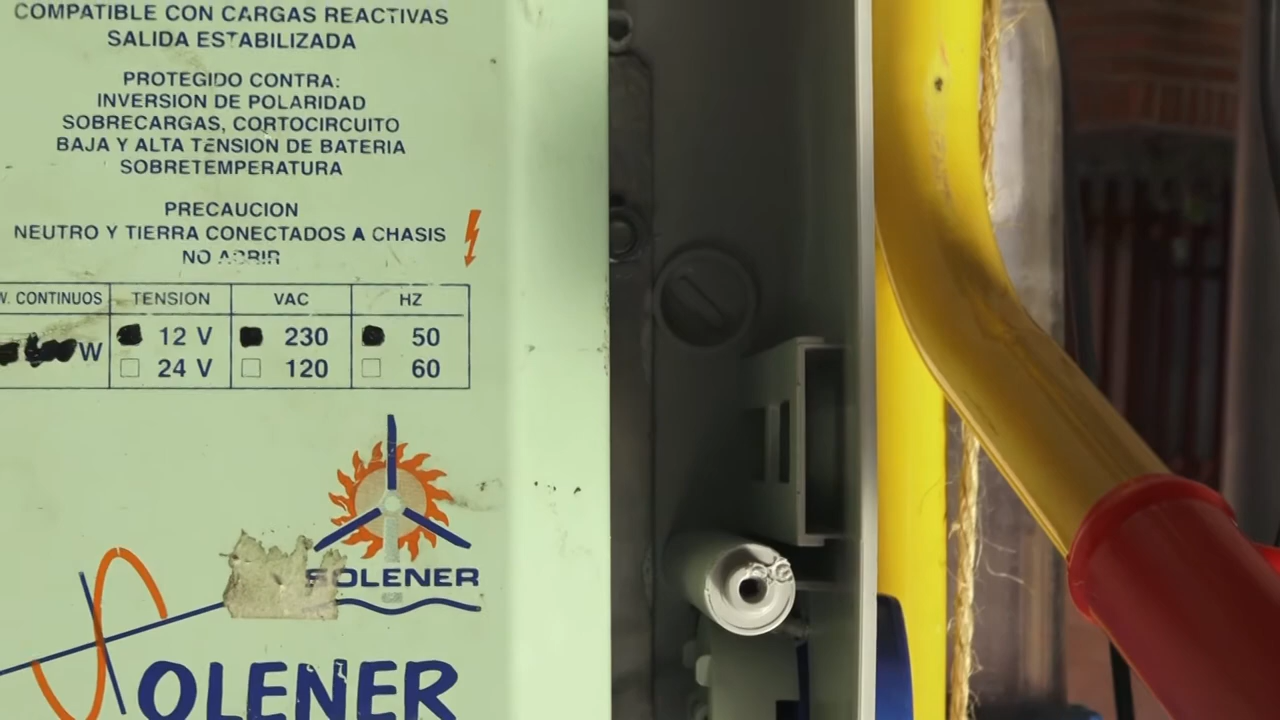 COMPATIBLE CON CARGAS REACTIVAS
SALIDA ESTABILIZADA
PROTEGIDO CONTRA:
INVERSION DE POLARIDAD
SOBRECARGAS, CORTOCIRCUITO
BAJA Y ALTA TENSION DE BATERIA
SOBRETEMPERATURA
PRECAUCION
NEUTRO Y TIERRA CONECTADOS A CHASIS
NO ABRIR
W. CONTINUOS TENSION VAC HZ
W 12 V 230 50
24 V 120 60
SOLENER
SOLENER